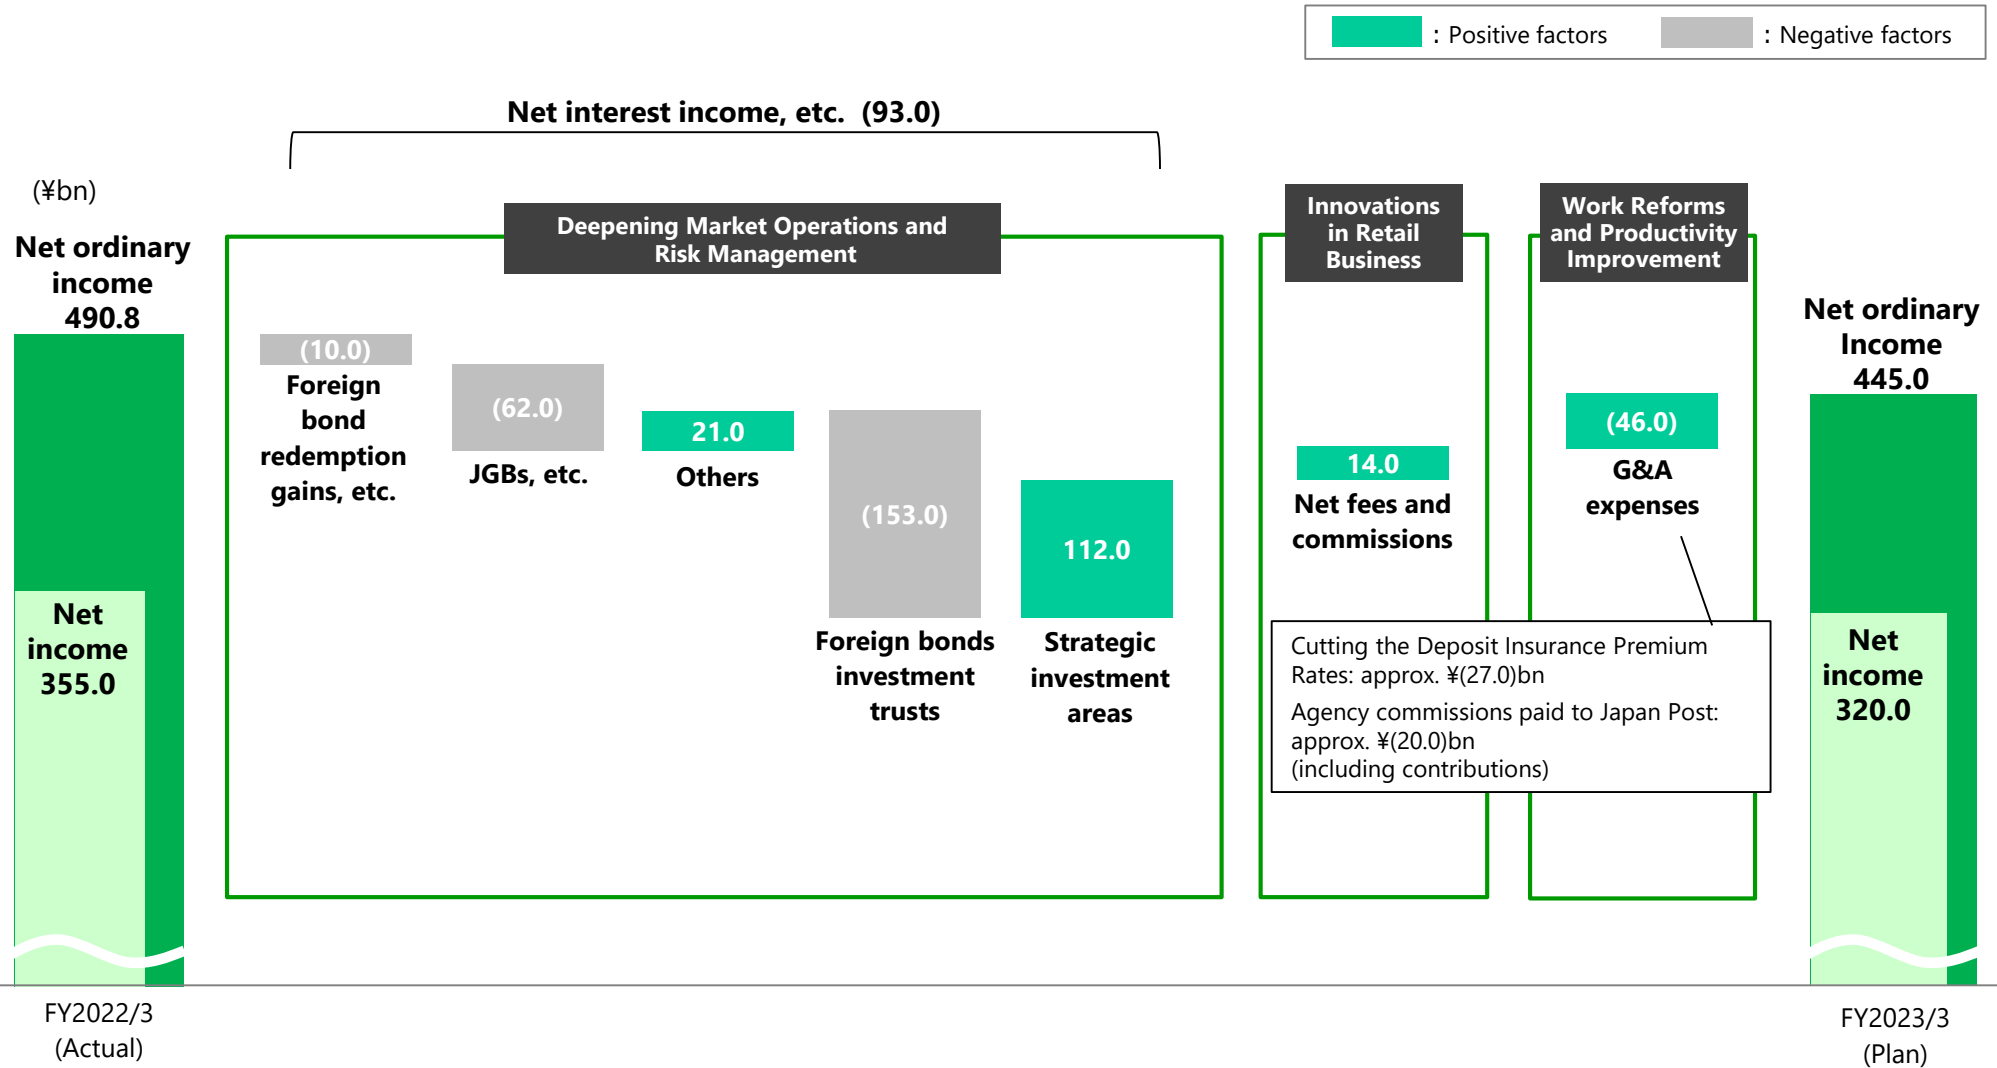 : Positive factors
: Negative factors
Net interest income, etc. (93.0)
(¥bn)
Net ordinary
income
490.8
Net
income
355.0
FY2022/3
(Actual)
Deepening Market Operations and
Risk Management
(10.0)
Foreign
bond
redemption
gains, etc.
(62.0)
JGBs, etc.
21.0
Others
(153.0)
Foreign bonds
investment
trusts
112.0
Strategic
investment
areas
Innovations
in Retail
Business
14.0
Net fees and
commissions
Work Reforms
and Productivity
Improvement
(46.0)
G&A
expenses
Cutting the Deposit Insurance Premium
Rates: approx. ¥(27.0)bn
Agency commissions paid to Japan Post:
approx. ¥(20.0)bn
(including contributions)
Net ordinary
Income
445.0
Net
income
320.0
FY2023/3
(Plan)